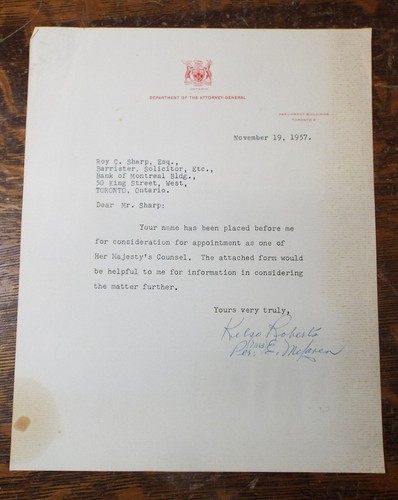 DEPARTMENT OF THE ATTORNEY-GENERAL
PARLIAMENT BUILDINGS
TORONTO 2
November 19, 1957.
Roy C. Sharp, Esq.,
Barrister, Solicitor, Etc.,
Bank of Montreal Bldg.,
50 King Street, West,
TORONTO, Ontario.
Dear Mr. Sharp:
Your name has been placed before me
for consideration for appointment as one of
Her Majesty's Counsel. The attached form would
be helpful to me for information in considering
the matter further.
Yours very truly,
Kelso Roberts
Per. Mrs E.